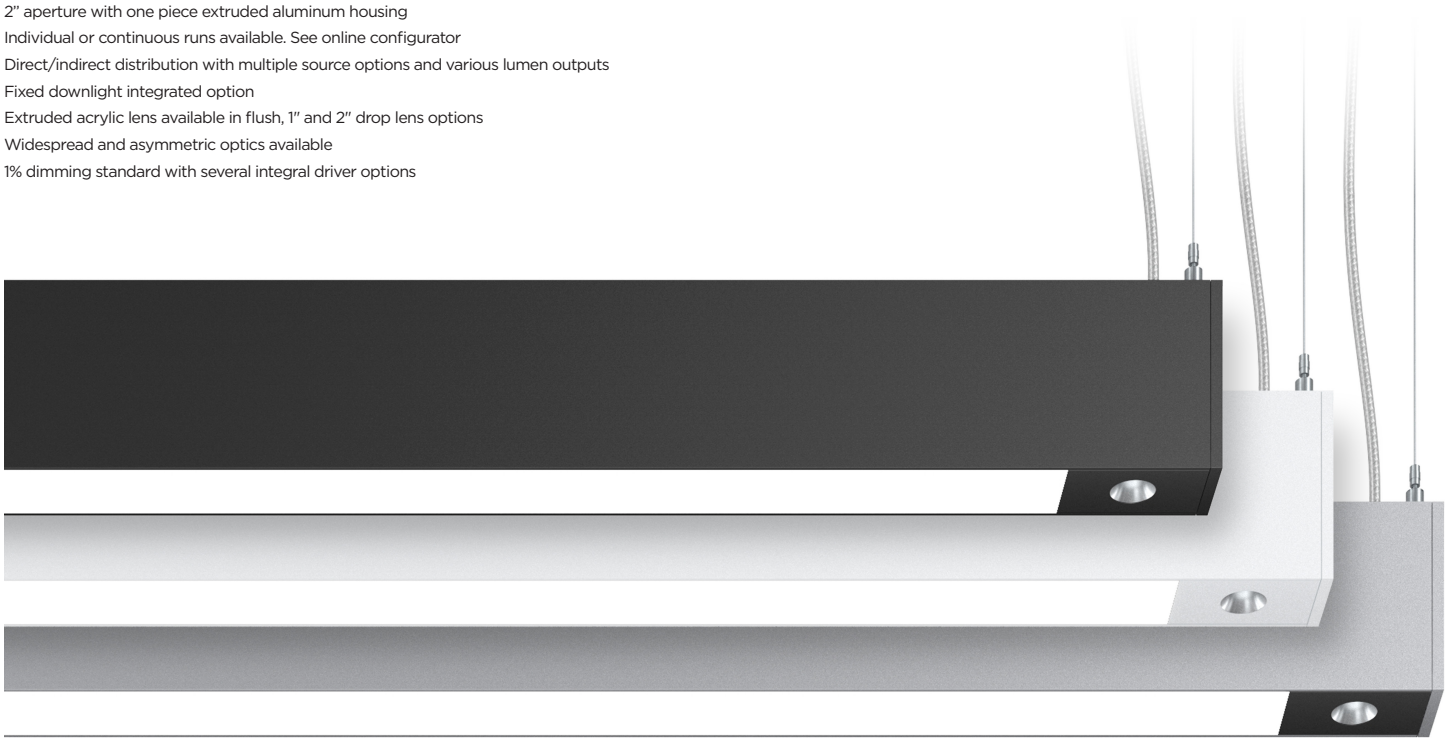 2” aperture with one piece extruded aluminum housing
Individual or continuous runs available. See online configurator
Direct/indirect distribution with multiple source options and various lumen outputs
Fixed downlight integrated option
Extruded acrylic lens available in flush, 1" and 2" drop lens options
Widespread and asymmetric optics available
1% dimming standard with several integral driver options